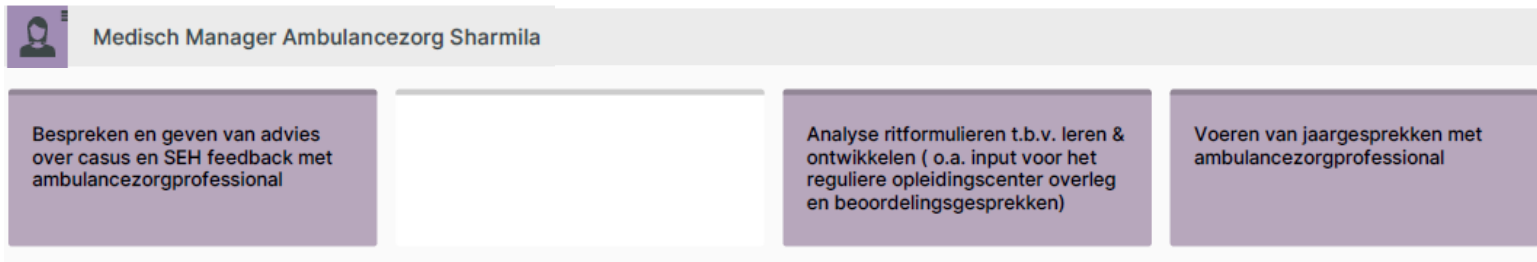 Medisch Manager Ambulancezorg Sharmila
Bespreken en geven van advies
over casus en SEH feedback met
ambulancezorgprofessional
Analyse ritformulieren t.b.v. leren &
ontwikkelen ( o.a. input voor het
reguliere opleidingscenter overleg
en beoordelingsgesprekken)
Voeren van jaargesprekken met
ambulancezorgprofessional